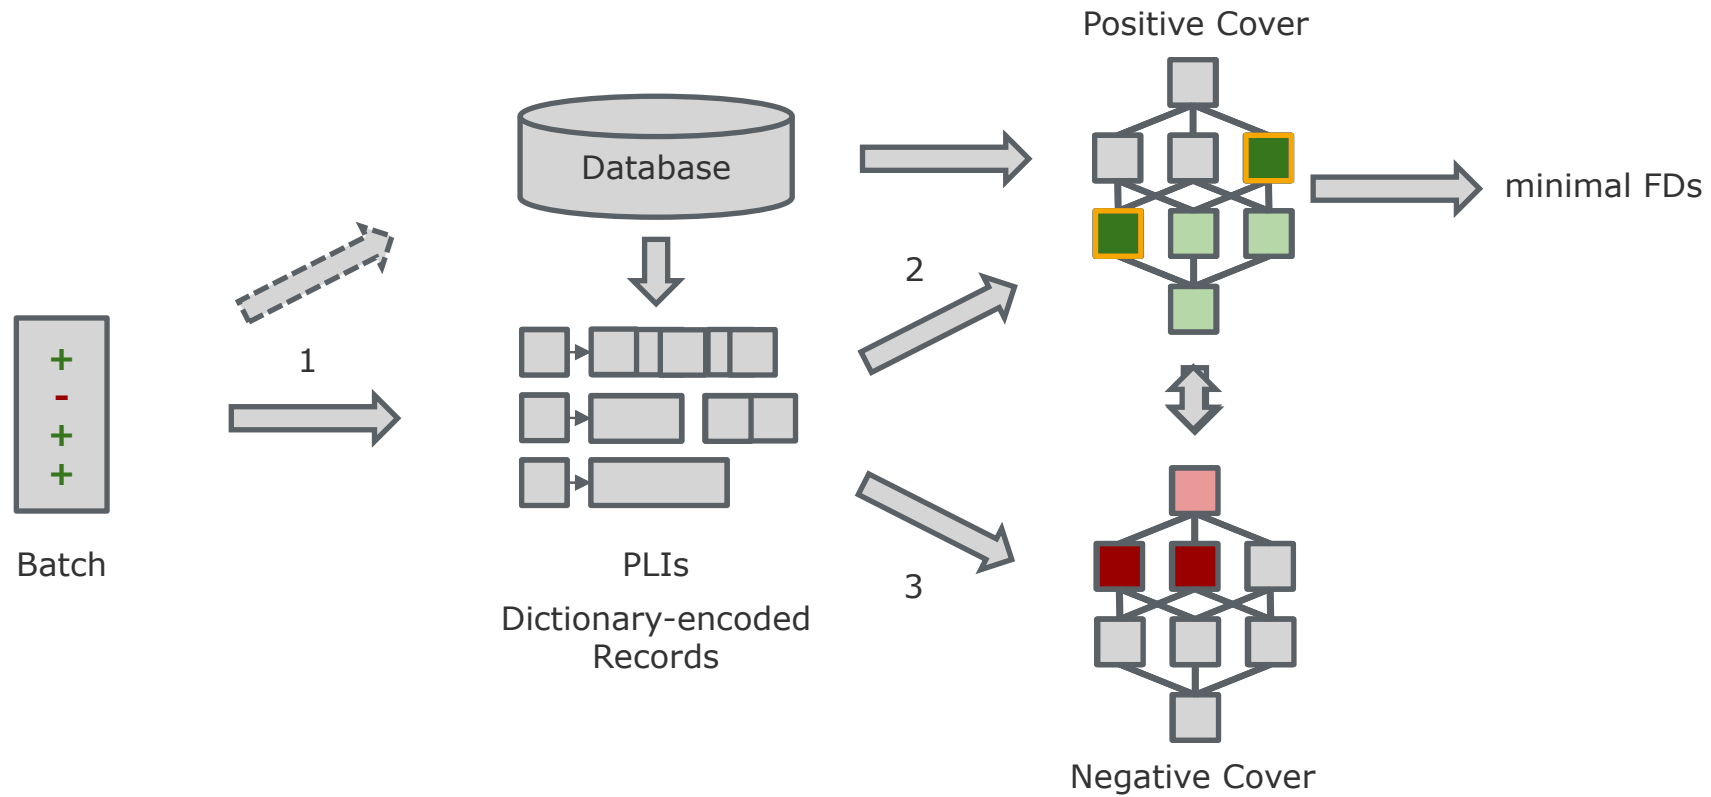 Positive Cover
Database
minimal FDs
2
1
+
-
+
+
Batch
PLIs
3
Dictionary-encoded
Records
Negative Cover